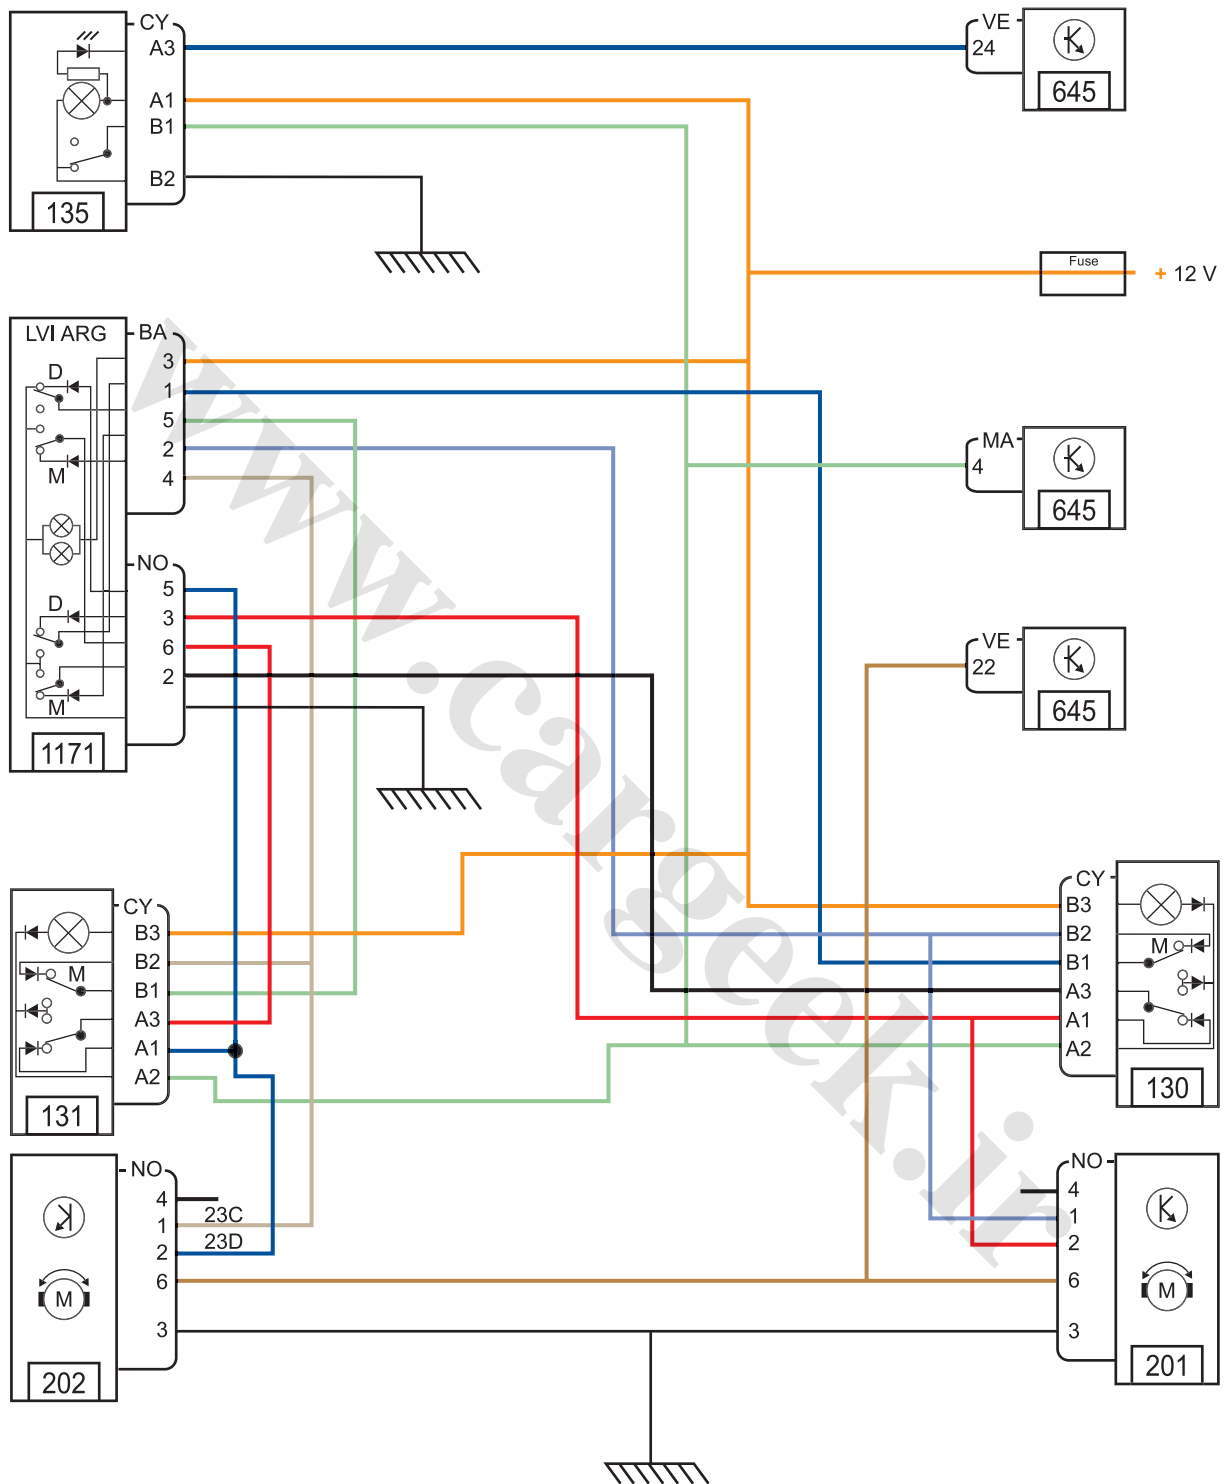 CY
A3
A1
B1
B2
135
VE
24
645
Fuse
+ 12 V
LVI ARG
BA
D
3
1
5
2
4
M
NO
5
3
6
2
D
M
1171
MA
4
645
VE
22
645
CY
B3
B2
B1
A3
A1
A2
M
131
CY
B3
B2
B1
A3
A1
A2
M
130
NO
4
1
2
6
3
23C
23D
M
202
NO
4
1
2
6
3
M
201
www.cargeek.ir